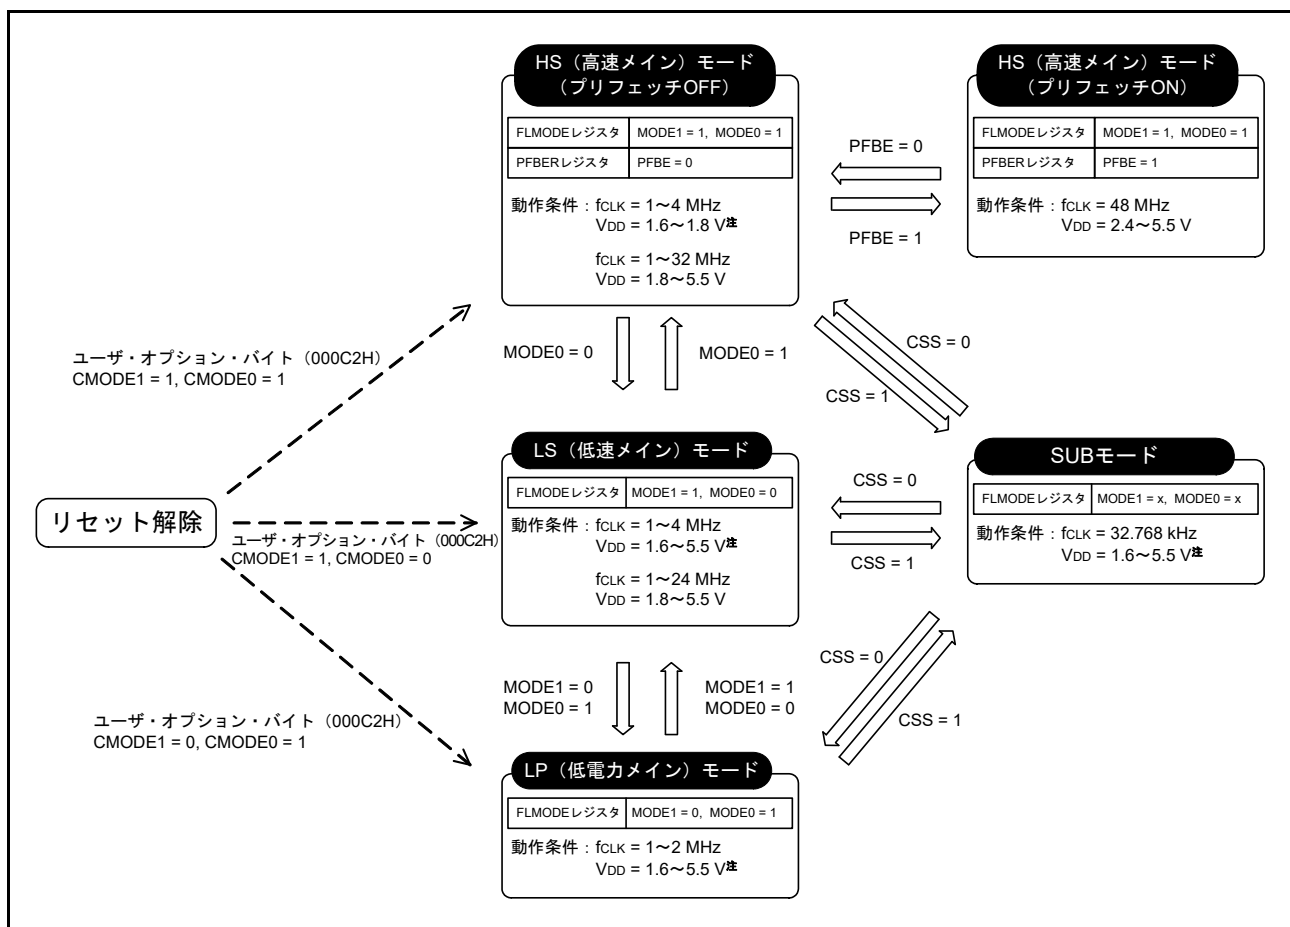 HS（高速メイン）モード
（プリフェッチOFF）
FLMODEレジスタ MODE1 = 1, MODE0 = 1
PFBERレジスタ PFBE = 0
動作条件：fCLK = 1～4 MHz
VDD = 1.6～1.8 V注
fCLK = 1～32 MHz
VDD = 1.8～5.5 V
PFBE = 0
PFBE = 1
HS（高速メイン）モード
（プリフェッチON）
FLMODEレジスタ MODE1 = 1, MODE0 = 1
PFBERレジスタ PFBE = 1
動作条件：fCLK = 48 MHz
VDD = 2.4～5.5 V
ユーザ・オプション・バイト（000C2H）
CMODE1 = 1, CMODE0 = 1
MODE0 = 0
MODE0 = 1
CSS = 0
CSS = 1
リセット解除
ユーザ・オプション・バイト（000C2H）
CMODE1 = 1, CMODE0 = 0
LS（低速メイン）モード
FLMODEレジスタ MODE1 = 1, MODE0 = 0
動作条件：fCLK = 1～4 MHz
VDD = 1.6～5.5 V注
fCLK = 1～24 MHz
VDD = 1.8～5.5 V
CSS = 0
CSS = 1
SUBモード
FLMODEレジスタ MODE1 = x, MODE0 = x
動作条件：fCLK = 32.768 kHz
VDD = 1.6～5.5 V注
MODE1 = 0
MODE0 = 1
MODE1 = 1
MODE0 = 0
CSS = 0
CSS = 1
ユーザ・オプション・バイト（000C2H）
CMODE1 = 0, CMODE0 = 1
LP（低電力メイン）モード
FLMODEレジスタ MODE1 = 0, MODE0 = 1
動作条件：fCLK = 1～2 MHz
VDD = 1.6～5.5 V注